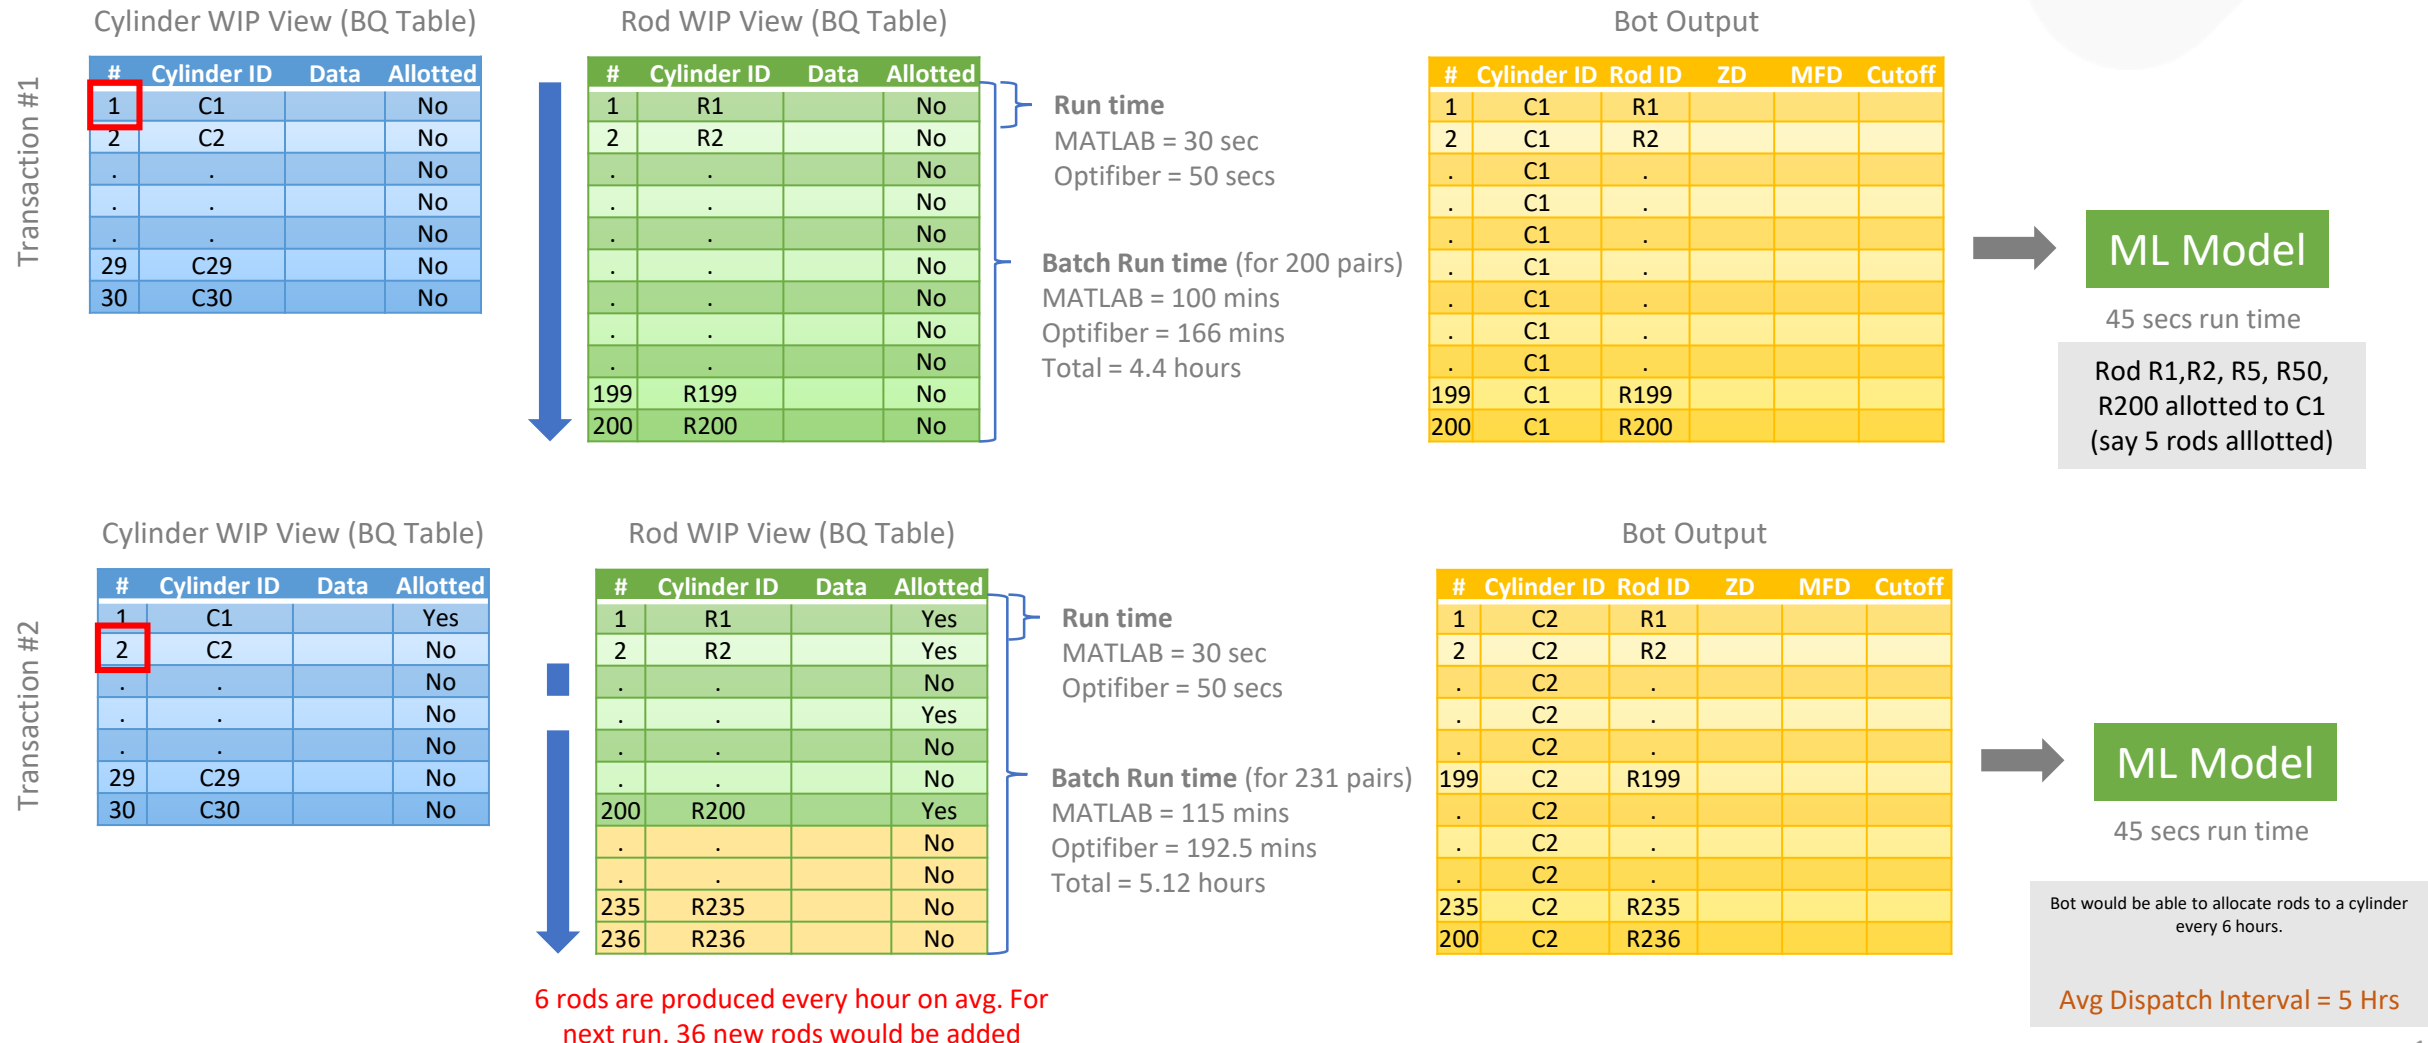 Cylinder WIP View (BQ Table)
Rod WIP View (BQ Table)
Bot Output
Transaction #1
# Cylinder ID Data Allotted
1 C1 No
2 C2 No
. . No
. . No
. . No
29 C29 No
30 C30 No
# Cylinder ID Data Allotted
1 R1 No
2 R2 No
. . No
. . No
. . No
. . No
. . No
. . No
. . No
199 R199 No
200 R200 No
Run time
MATLAB = 30 sec
Optifiber = 50 secs
Batch Run time (for 200 pairs)
MATLAB = 100 mins
Optifiber = 166 mins
Total = 4.4 hours
# Cylinder ID Rod ID ZD MFD Cutoff
1 C1 R1
2 C1 R2
. C1 .
. C1 .
. C1 .
. C1 .
. C1 .
. C1 .
. C1 .
199 C1 R199
200 C1 R200
ML Model
45 secs run time
Rod R1,R2, R5, R50,
R200 allotted to C1
(say 5 rods alllotted)
Cylinder WIP View (BQ Table)
Rod WIP View (BQ Table)
Bot Output
Transaction #2
# Cylinder ID Data Allotted
1 C1 Yes
2 C2 No
. . No
. . No
. . No
29 C29 No
30 C30 No
# Cylinder ID Data Allotted
1 R1 Yes
2 R2 Yes
. . No
. . Yes
. . No
. . No
200 R200 Yes
. . No
. . No
235 R235 No
236 R236 No
6 rods are produced every hour on avg. For
next run. 36 new rods would be added
Run time
MATLAB = 30 sec
Optifiber = 50 secs
Batch Run time (for 231 pairs)
MATLAB = 115 mins
Optifiber = 192.5 mins
Total = 5.12 hours
# Cylinder ID Rod ID ZD MFD Cutoff
1 C2 R1
2 C2 R2
. C2 .
. C2 .
. C2 .
199 C2 R199
. C2 .
. C2 .
. C2 .
235 C2 R235
200 C2 R236
ML Model
45 secs run time
Bot would be able to allocate rods to a cylinder
every 6 hours.
Avg Dispatch Interval = 5 Hrs